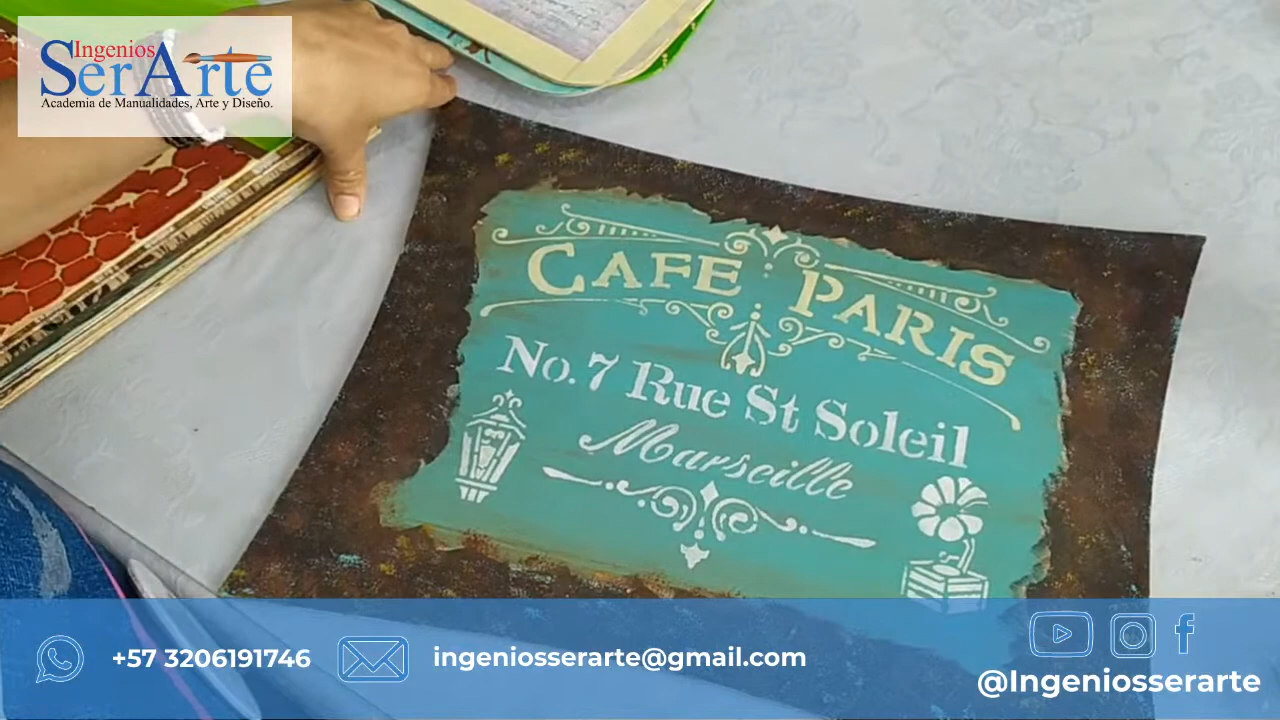 Ingenios
SerArte
Academia de Manualidades, Arte y Diseño.
CAFE PARIS
No. 7 Rue St Soleil
Marseille
+57 3206191746
ingeniosserarte@gmail.com
@Ingeniosserarte